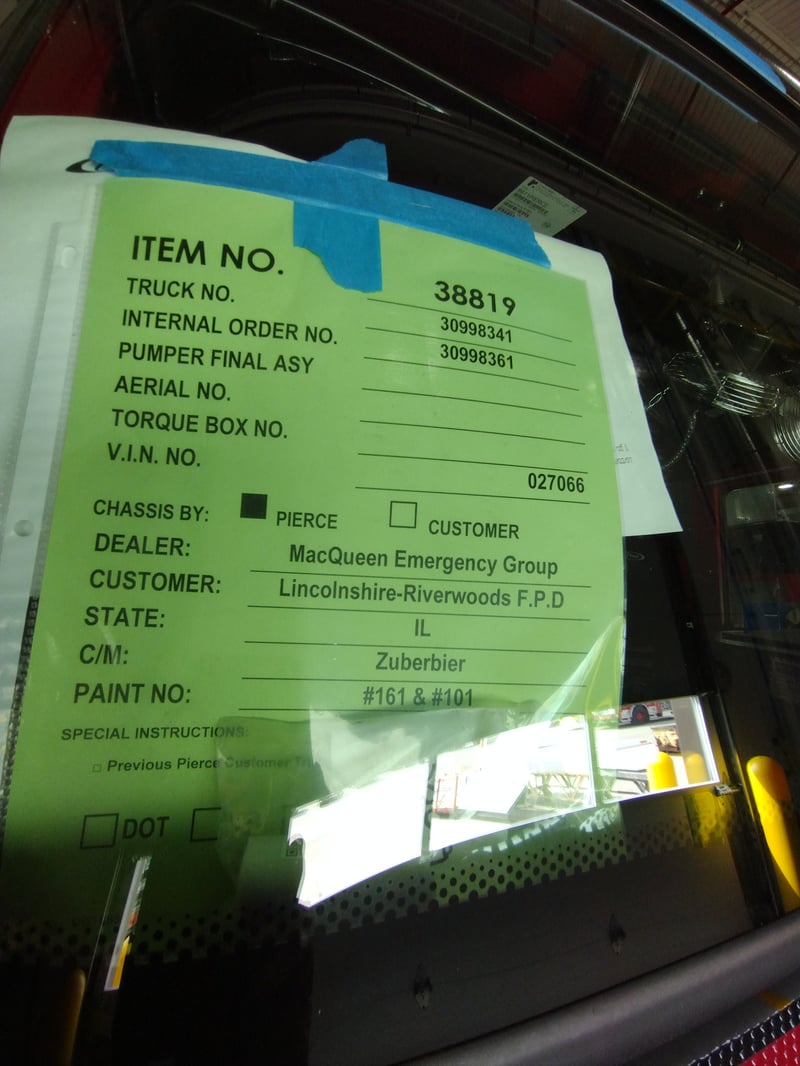 ITEM NO. 38819
TRUCK NO. 30998341
INTERNAL ORDER NO. 30998361
PUMPER FINAL ASY
AERIAL NO.
TORQUE BOX NO.
V.I.N. NO. 027066
CHASSIS BY: PIERCE CUSTOMER
DEALER: MacQueen Emergency Group
CUSTOMER: Lincolnshire-Riverwoods F.P.D
STATE: IL
C/M: Zuberbier
PAINT NO: #161 & #101
SPECIAL INSTRUCTIONS:
Previous Pierce Customer
DOT